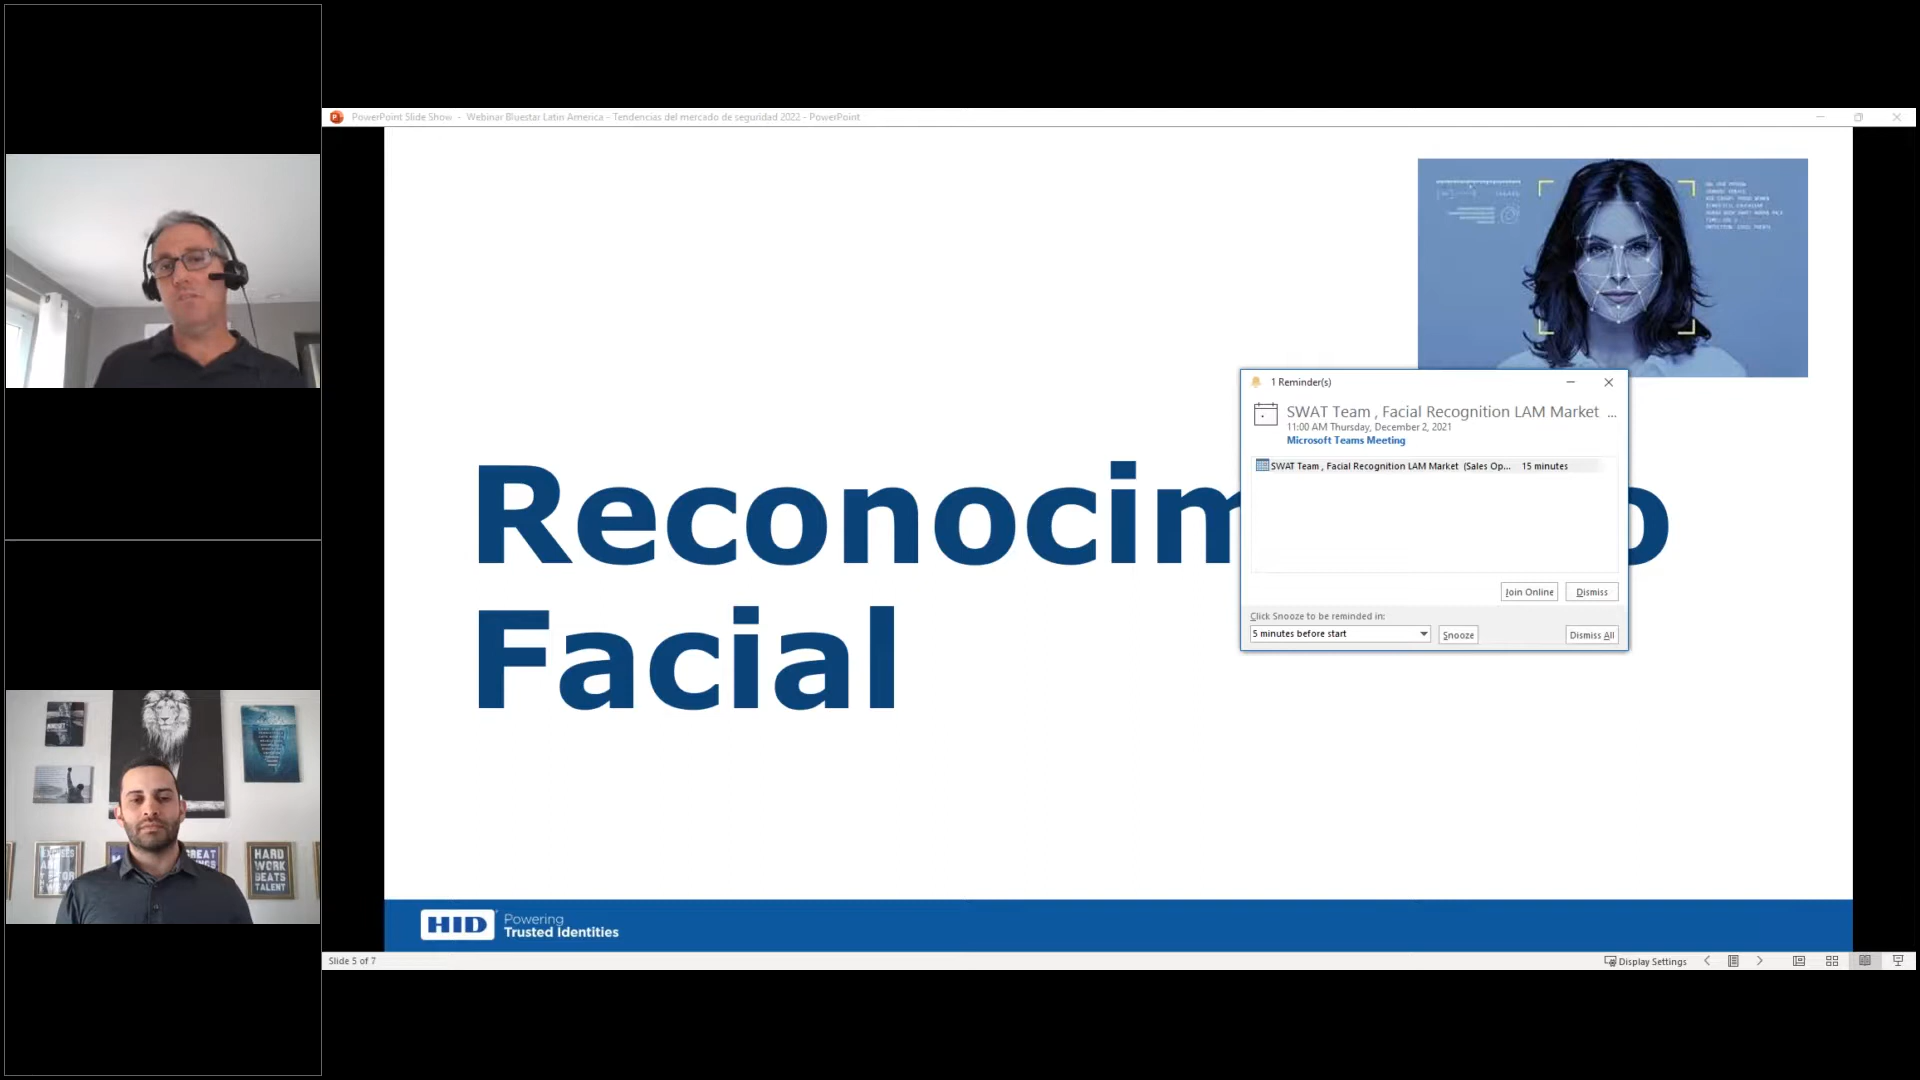 PowerPoint Slide Show - Webinar Bluestar Latin America - Tendencias del mercado de seguridad 2022 - PowerPoint
1 Reminder(s)
SWAT Team , Facial Recognition LAM Market ...
11:00 AM Thursday, December 2, 2021
Microsoft Teams Meeting
SWAT Team , Facial Recognition LAM Market (Sales Op... 15 minutes
Reconocim o
Facial
Join Online Dismiss
Click Snooze to be reminded in:
5 minutes before start Snooze Dismiss All
GREAT
HARD
WORK
BEATS
TALENT
HID Powering
Trusted Identities
Slide 5 of 7
Display Settings